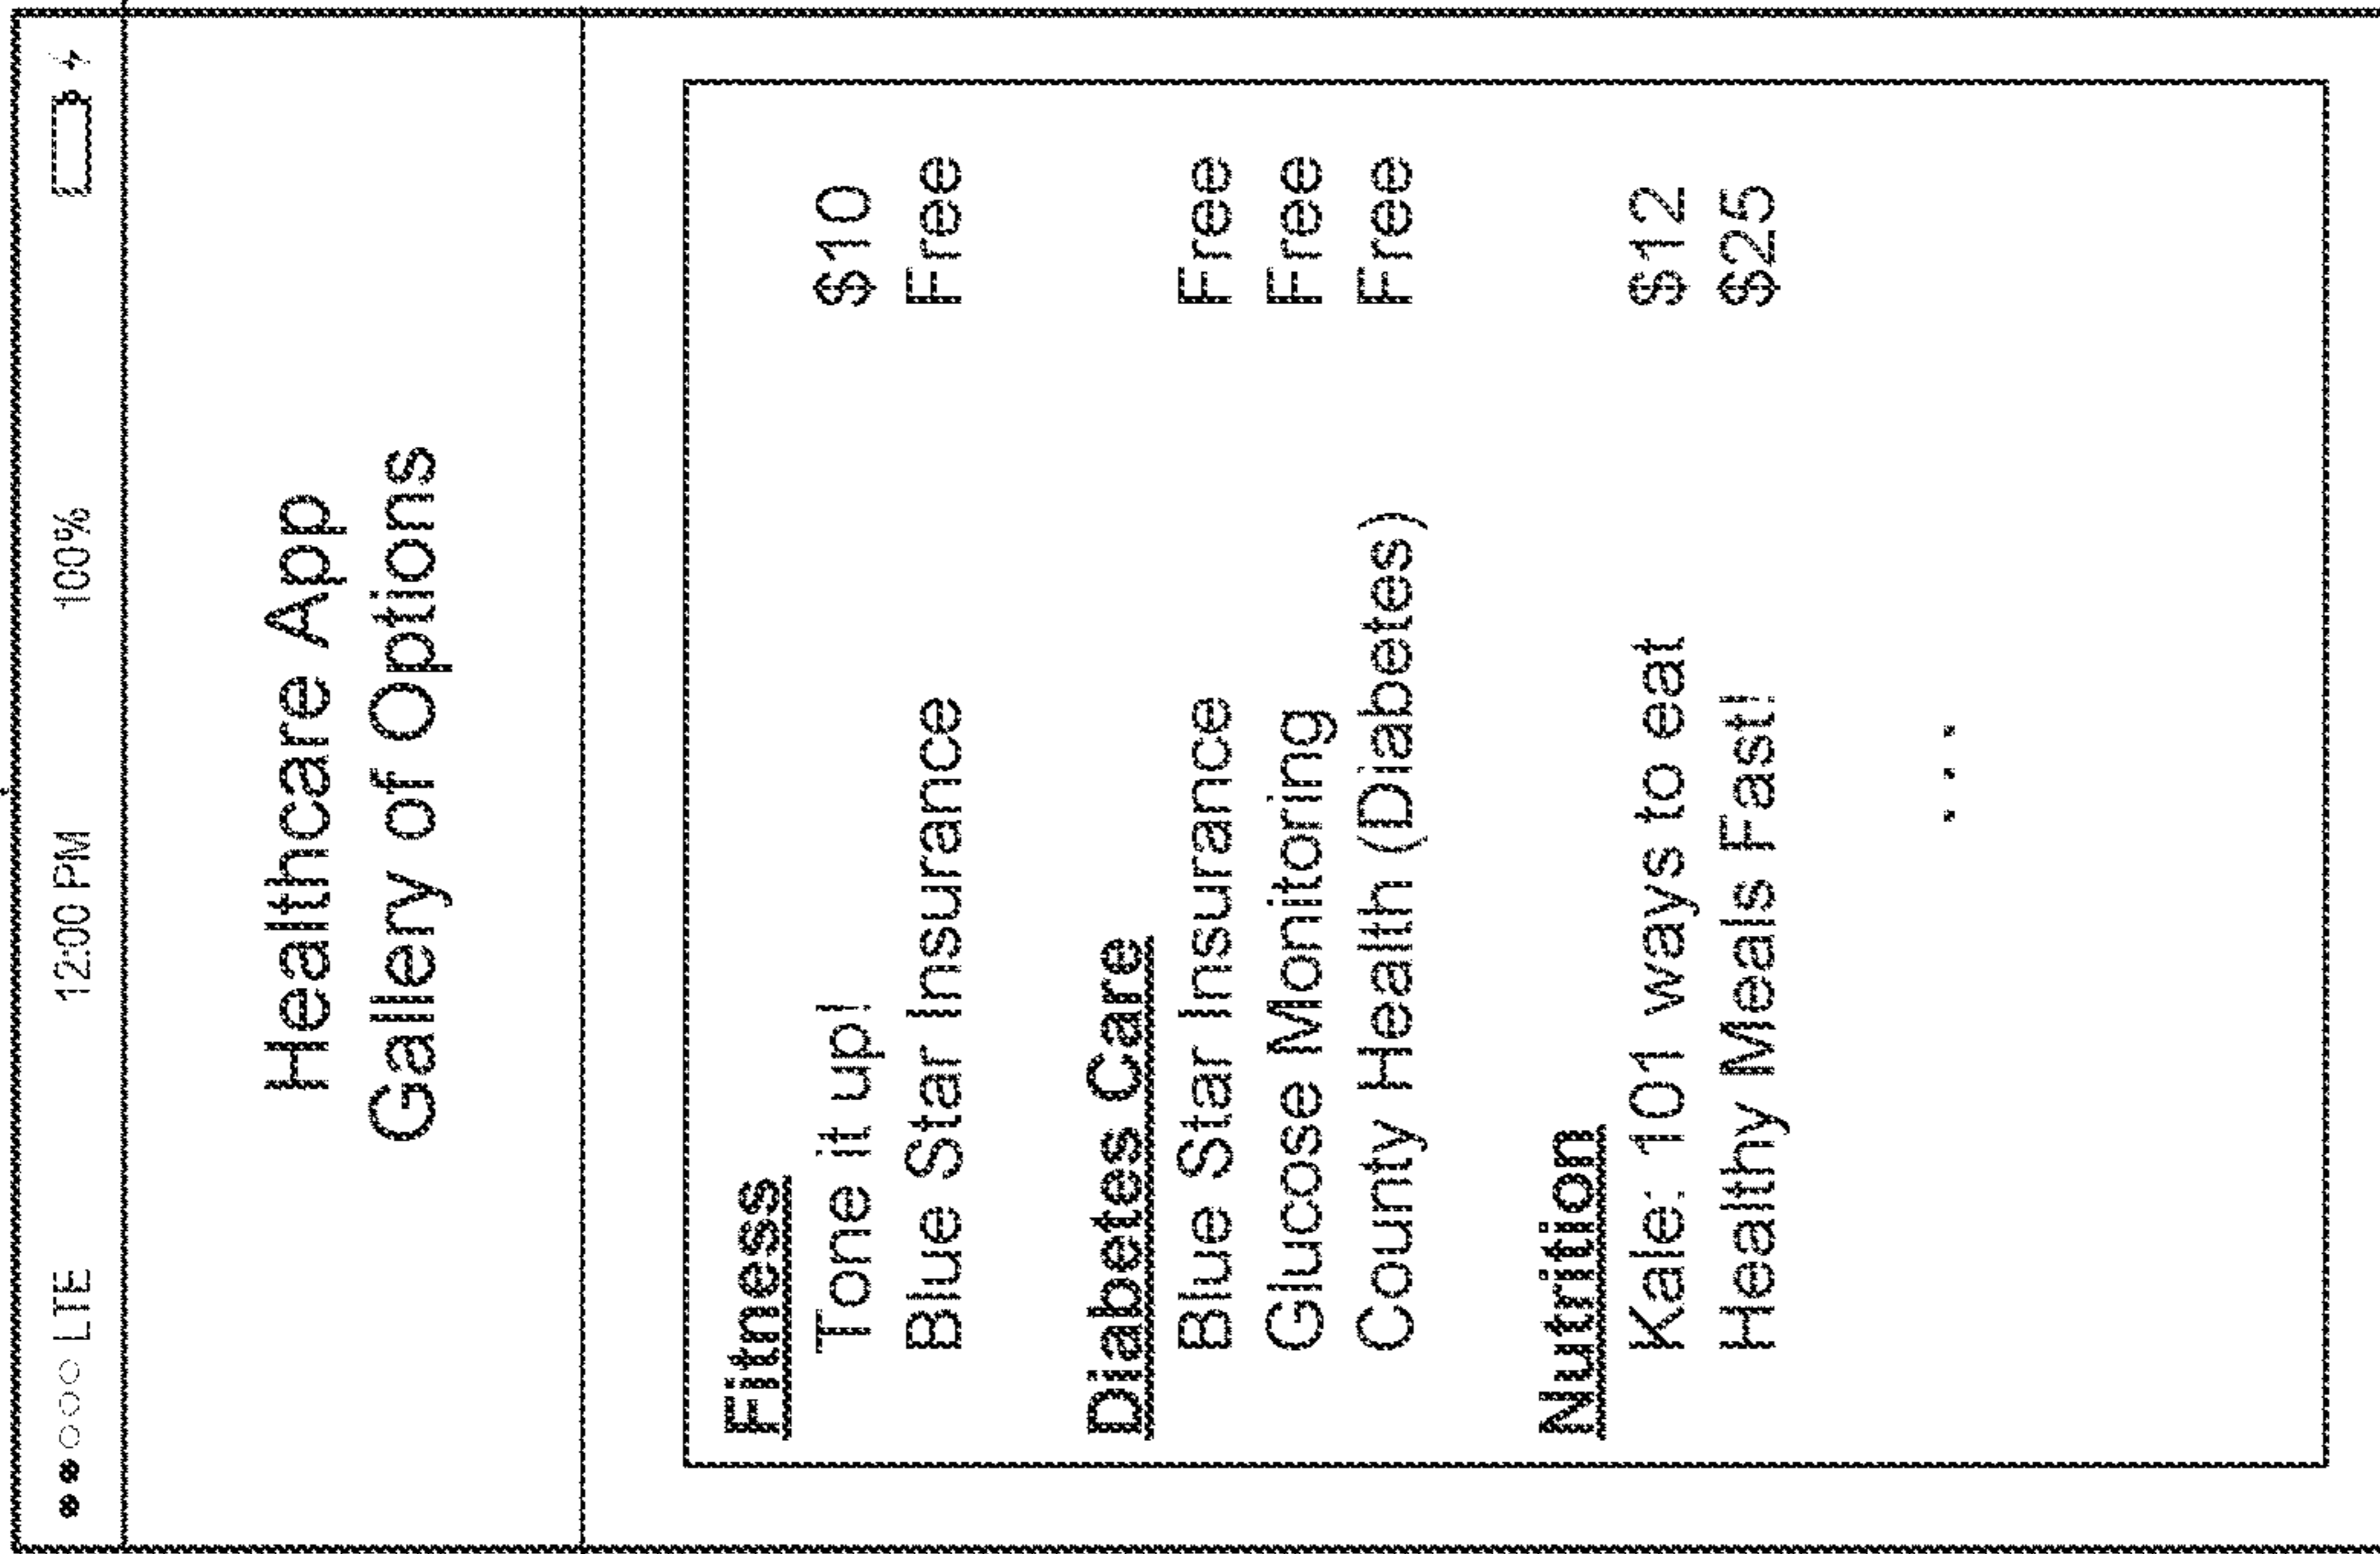 LTE 12:00 PM 100%
Healthcare App
Gallery of Options
Fitness
Tone it up! $10
Blue Star Insurance Free
Diabetes Care
Blue Star Insurance Free
Glucose Monitoring Free
County Health (Diabetes) Free
Nutrition
Kale: 101 ways to eat $12
Healthy Meals Fast! $25
...